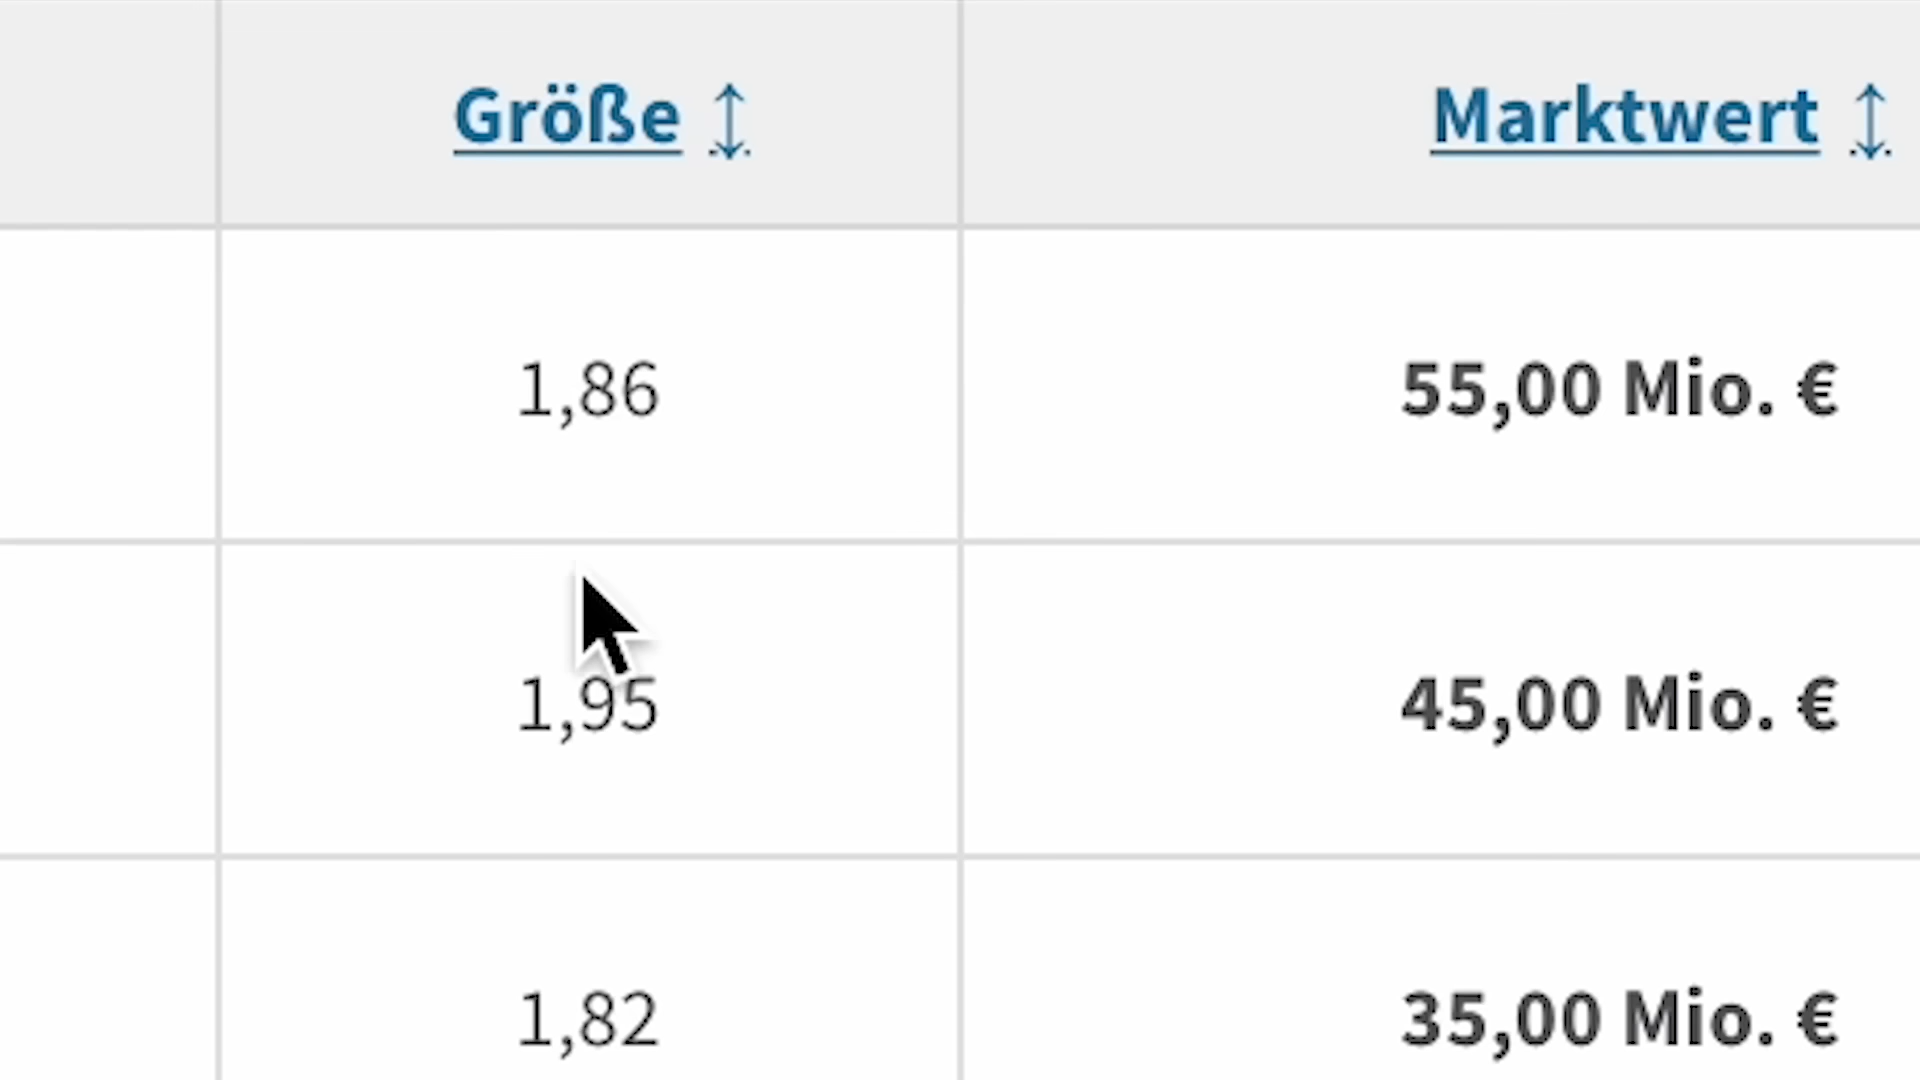 Größe ↕ Marktwert ↕
1,86 55,00 Mio. €
1,95 45,00 Mio. €
1,82 35,00 Mio. €